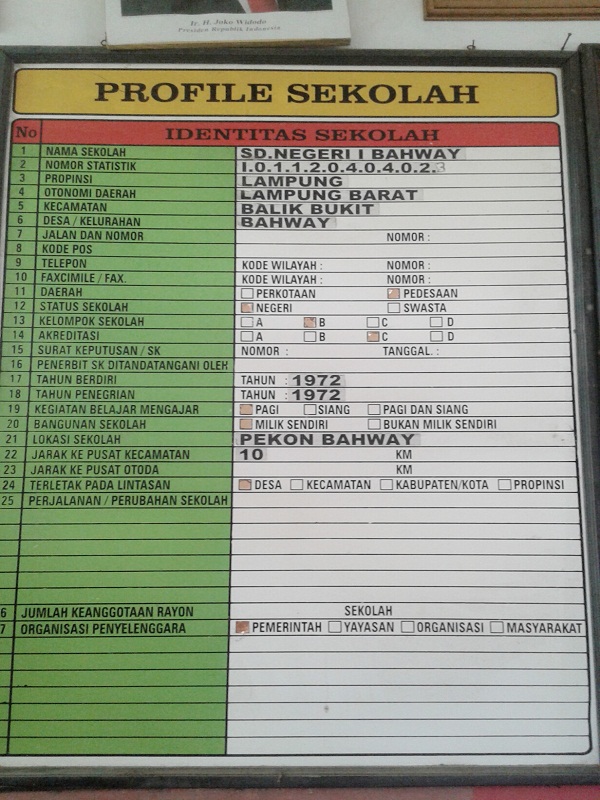 Ir. H. Joko Widodo
Presiden Republik Indonesia
PROFILE SEKOLAH
No IDENTITAS SEKOLAH
1 NAMA SEKOLAH SD.NEGERI I BAHWAY
2 NOMOR STATISTIK I.0.1.1.2.0.4.0.4.0.2.3
3 PROPINSI LAMPUNG
4 OTONOMI DAERAH LAMPUNG BARAT
5 KECAMATAN BALIK BUKIT
6 DESA / KELURAHAN BAHWAY
7 JALAN DAN NOMOR NOMOR :
8 KODE POS
9 TELEPON KODE WILAYAH : NOMOR :
10 FAXCIMILE / FAX. KODE WILAYAH : NOMOR :
11 DAERAH PERKOTAAN PEDESAAN
12 STATUS SEKOLAH NEGERI SWASTA
13 KELOMPOK SEKOLAH A B C D
14 AKREDITASI A B C D
15 SURAT KEPUTUSAN / SK NOMOR : TANGGAL. :
16 PENERBIT SK DITANDATANGANI OLEH
17 TAHUN BERDIRI TAHUN : 1972
18 TAHUN PENEGRIAN TAHUN : 1972
19 KEGIATAN BELAJAR MENGAJAR PAGI SIANG PAGI DAN SIANG
20 BANGUNAN SEKOLAH MILIK SENDIRI BUKAN MILIK SENDIRI
21 LOKASI SEKOLAH PEKON BAHWAY
22 JARAK KE PUSAT KECAMATAN 10 KM
23 JARAK KE PUSAT OTODA KM
24 TERLETAK PADA LINTASAN DESA KECAMATAN KABUPATEN/KOTA PROPINSI
25 PERJALANAN / PERUBAHAN SEKOLAH
6 JUMLAH KEANGGOTAAN RAYON SEKOLAH
7 ORGANISASI PENYELENGGARA PEMERINTAH YAYASAN ORGANISASI MASYARAKAT